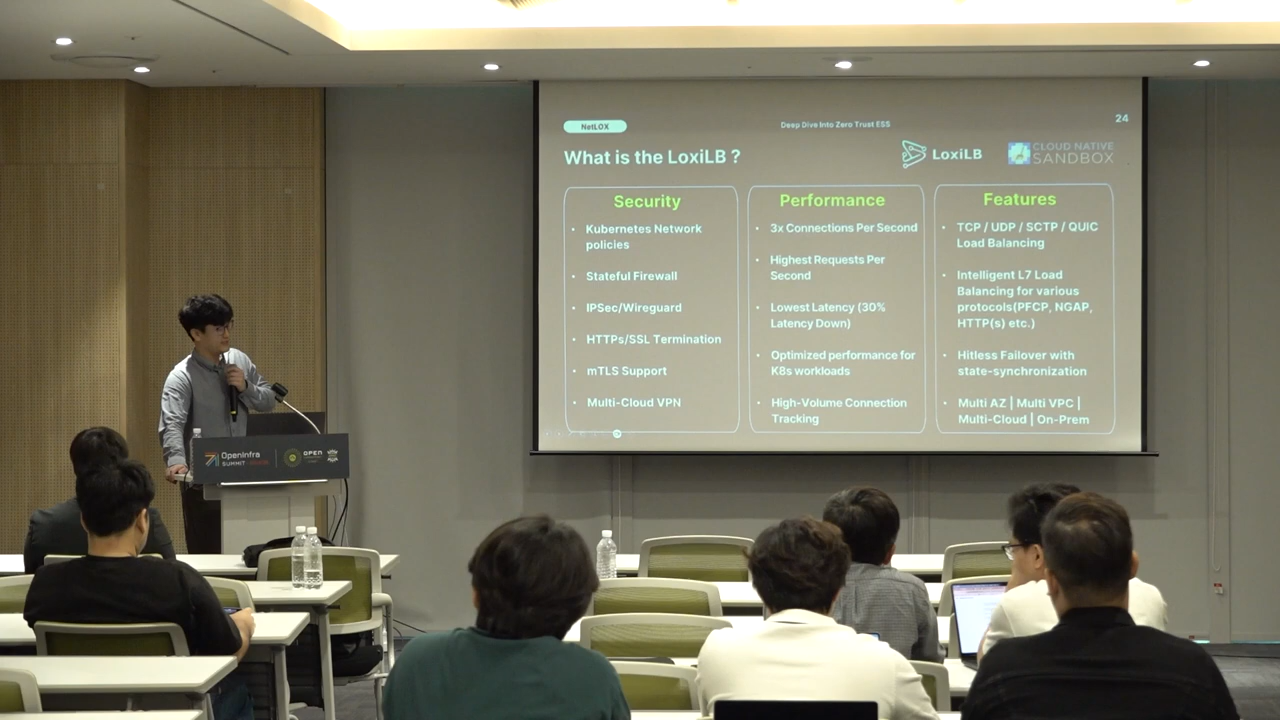 NetLOX
Deep Dive Into Zero Trust ESS
24
What is the LoxiLB ?
LoxiLB
CLOUD NATIVE
SANDBOX
Security
• Kubernetes Network
policies
• Stateful Firewall
• IPSec/Wireguard
• HTTPs/SSL Termination
• mTLS Support
• Multi-Cloud VPN
Performance
• 3x Connections Per Second
• Highest Requests Per
Second
• Lowest Latency (30%
Latency Down)
• Optimized performance for
K8s workloads
• High-Volume Connection
Tracking
Features
• TCP / UDP / SCTP / QUIC
Load Balancing
• Intelligent L7 Load
Balancing for various
protocols(PFCP, NGAP,
HTTP(s) etc.)
• Hitless Failover with
state-synchronization
• Multi AZ | Multi VPC |
Multi-Cloud | On-Prem
OpenInfra
SUMMIT
OPEN